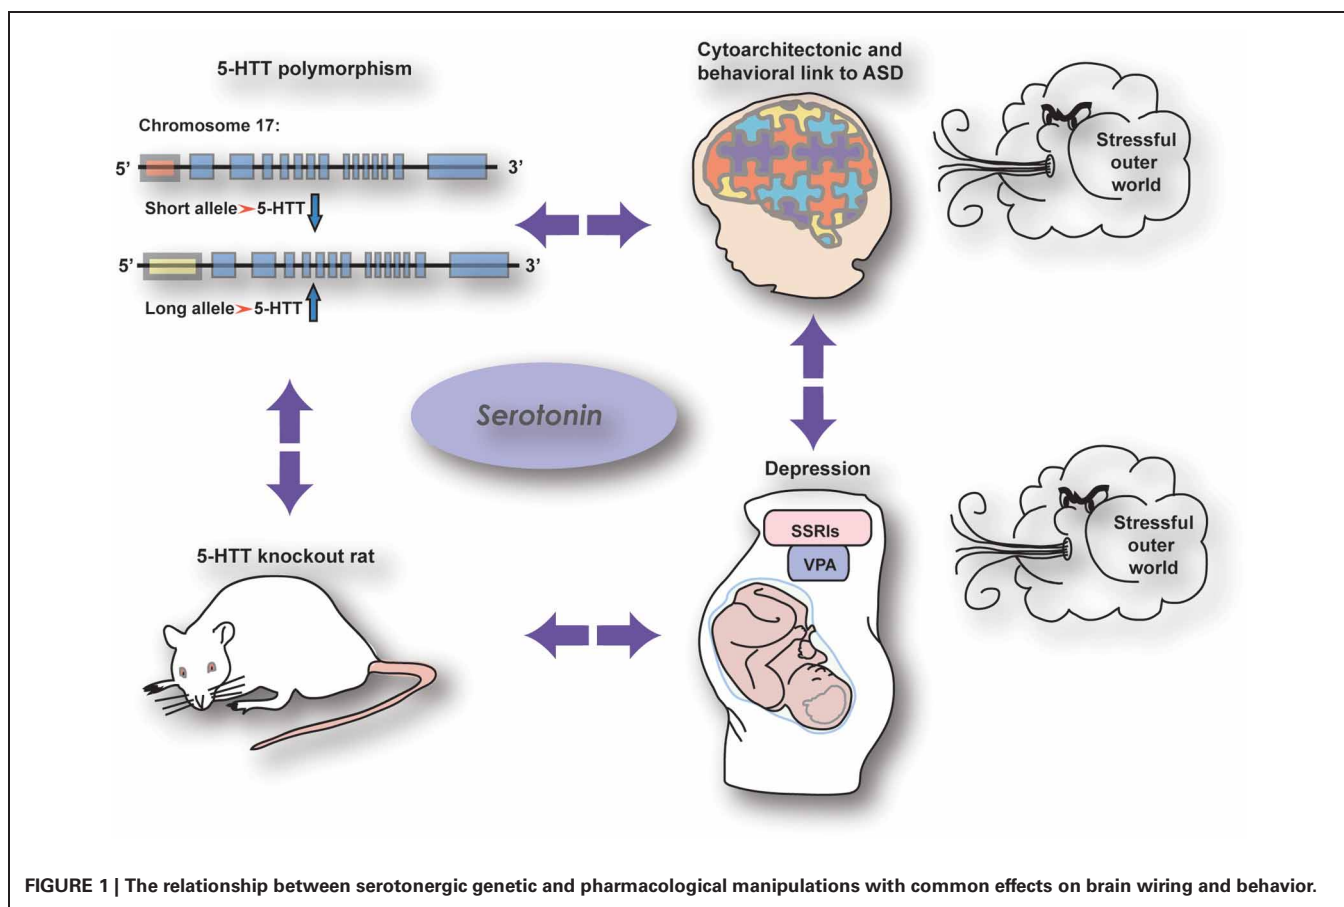 5-HTT polymorphism
Chromosome 17:
5’ 3’
Short allele➤5-HTT
5’ 3’
Long allele➤5-HTT
Cytoarchitectonic and
behavioral link to ASD
Stressful
outer
world
Serotonin
5-HTT knockout rat
Depression
SSRIs
VPA
Stressful
outer
world
FIGURE 1 | The relationship between serotonergic genetic and pharmacological manipulations with common effects on brain wiring and behavior.